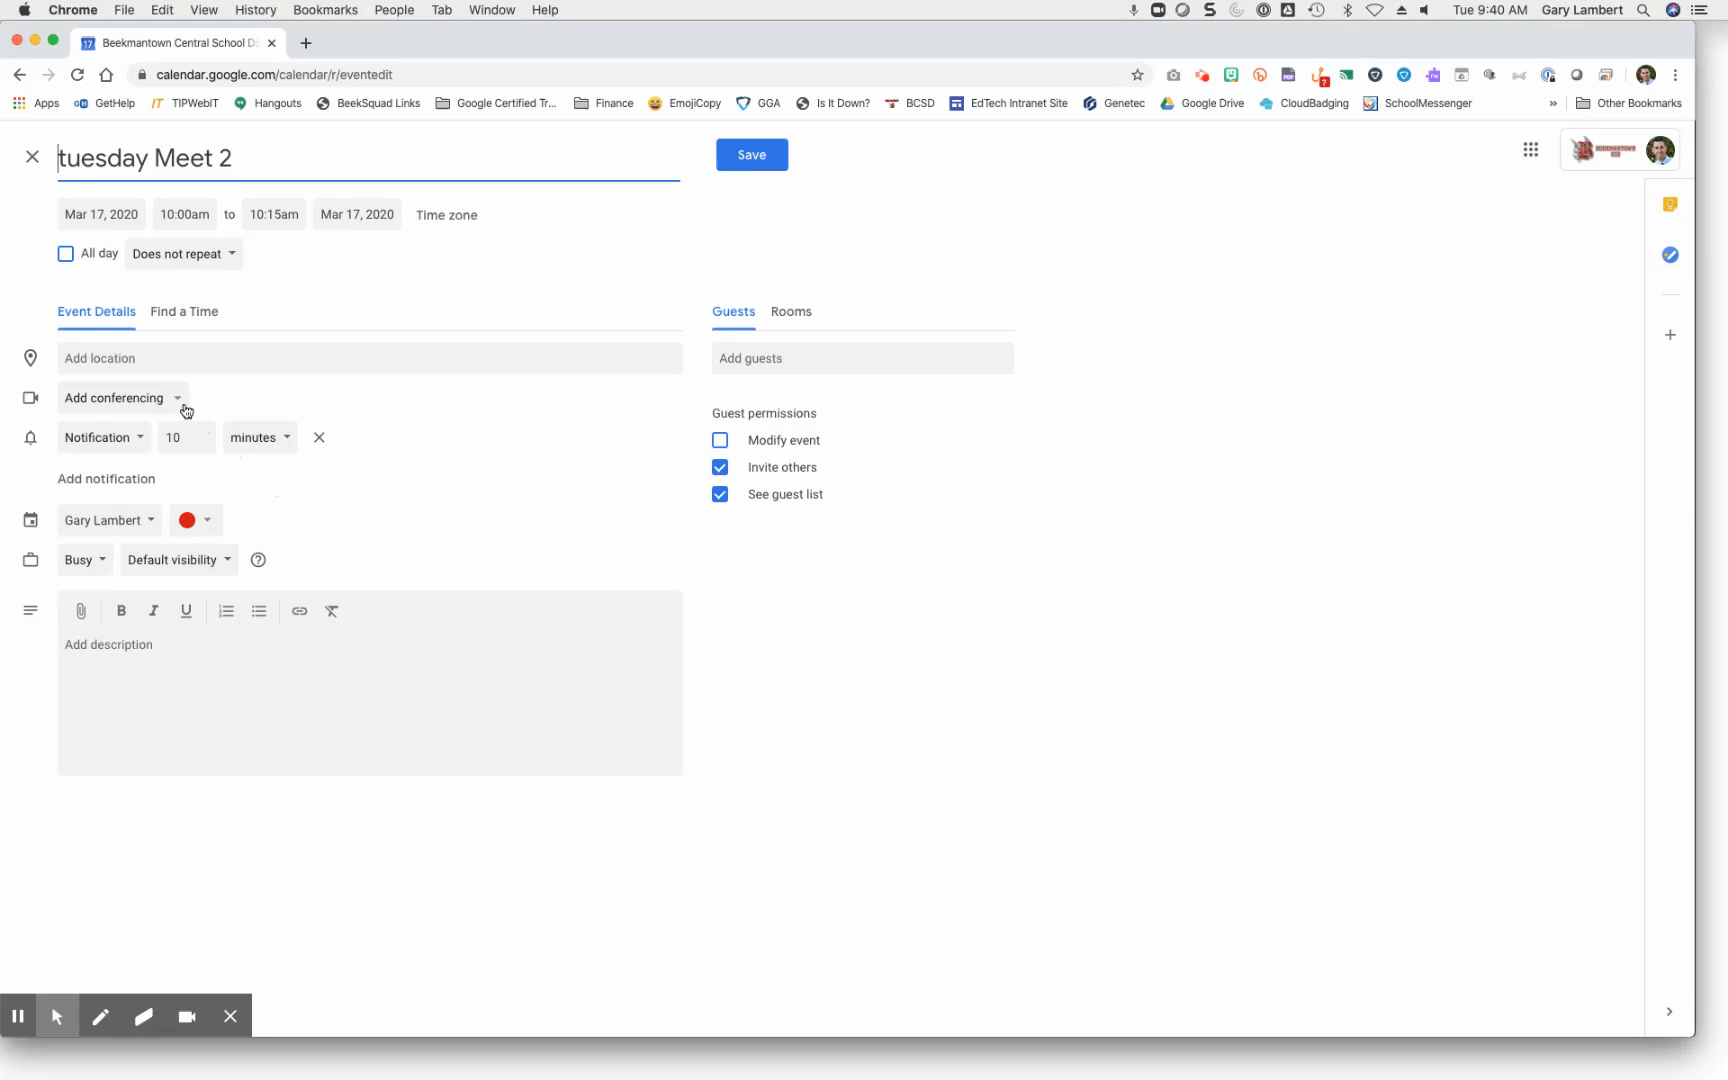 Chrome File Edit View History Bookmarks People Tab Window Help Tue 9:40 AM Gary Lambert
Beekmantown Central School Di
calendar.google.com/calendar/r/eventedit
Apps GetHelp TIPWebIT Hangouts BeekSquad Links Google Certified Tr... Finance EmojiCopy GGA Is It Down? BCSD EdTech Intranet Site Genetec Google Drive CloudBadging SchoolMessenger » Other Bookmarks
tuesday Meet 2 Save
Mar 17, 2020 10:00am to 10:15am Mar 17, 2020 Time zone
All day Does not repeat
Event Details Find a Time Guests Rooms
Add location Add guests
Add conferencing
Guest permissions
Notification 10 minutes
Modify event
Invite others
Add notification
See guest list
Gary Lambert
Busy Default visibility
B I U
Add description